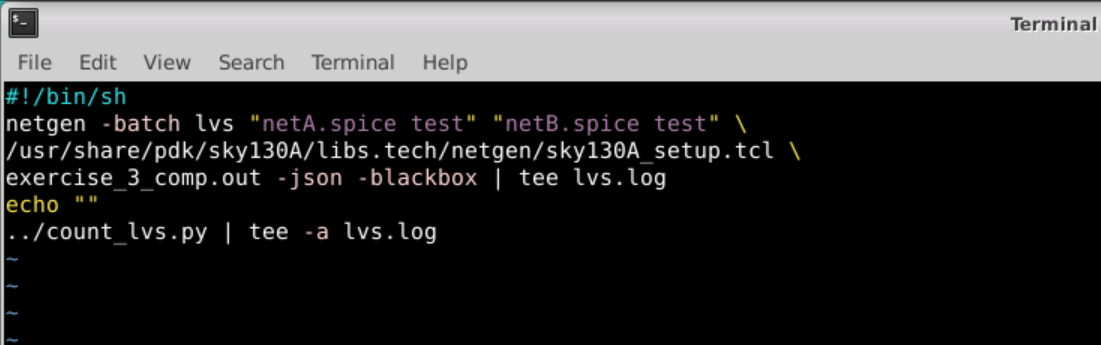 Terminal
File Edit View Search Terminal Help
#!/bin/sh
netgen -batch lvs "netA.spice test" "netB.spice test" \
/usr/share/pdk/sky130A/libs.tech/netgen/sky130A_setup.tcl \
exercise_3_comp.out -json -blackbox | tee lvs.log
echo ""
../count_lvs.py | tee -a lvs.log
~
~
~
~